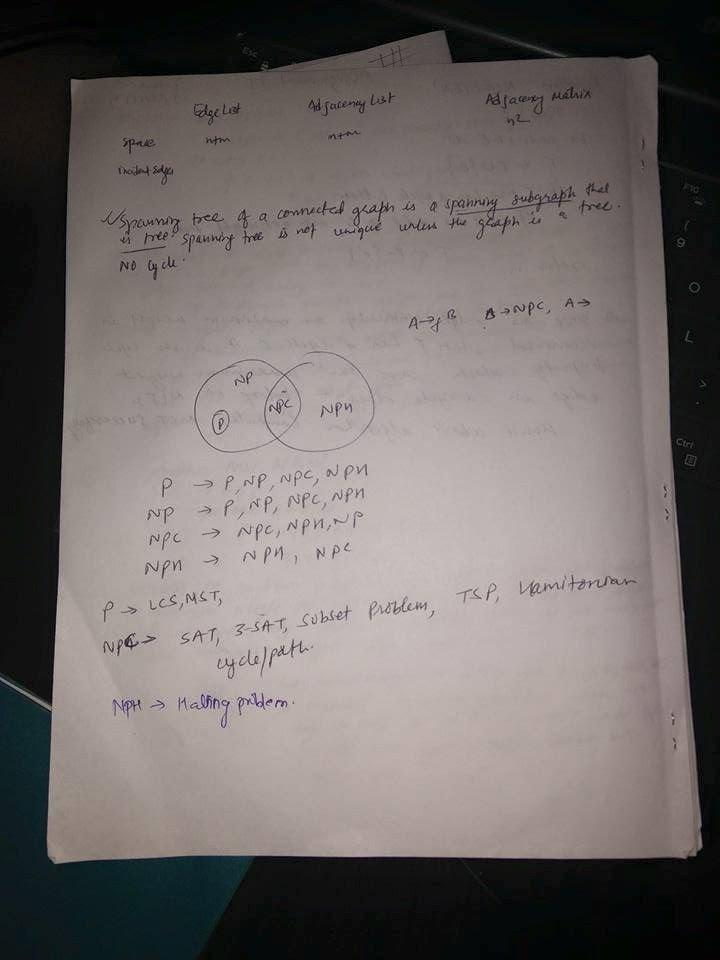 Edge List Adjacency List Adjacency Matrix
Space n+m n+m n2
incident edges
Spanning tree of a connected graph is a spanning subgraph that
is tree. Spanning tree is not unique unless the graph is a tree.
NO cycle.
A→ B B→NPC, A→
NP
P NPC NPH
P → P, NP, NPC, NPH
NP → P, NP, NPC, NPH
NPC → NPC, NPH, NP
NPH → NPH, NPC
P → LCS, MST,
NPC → SAT, 3-SAT, Subset Problem, TSP, Hamitonian
cycle/path.
NPH → Halting problem.